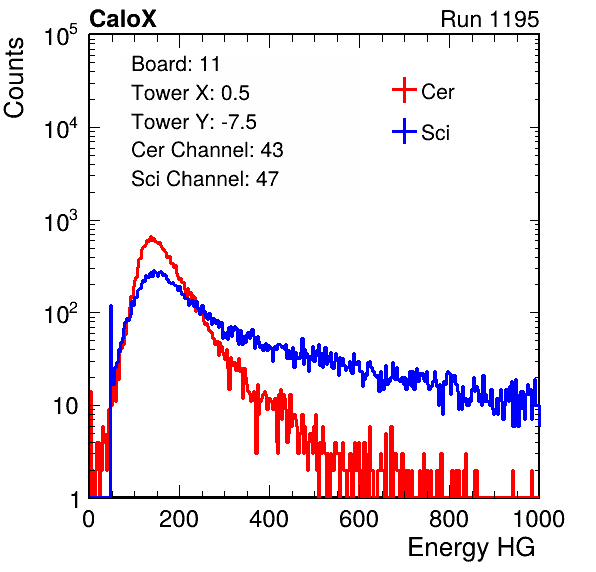 CaloX Run 1195
Counts
10^5
10^4
10^3
10^2
10
1
Board: 11
Tower X: 0.5
Tower Y: -7.5
Cer Channel: 43
Sci Channel: 47
Cer
Sci
0 200 400 600 800 1000
Energy HG